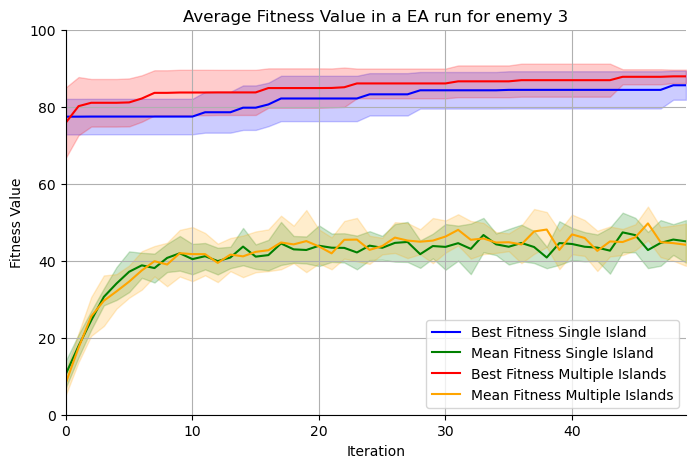 Average Fitness Value in a EA run for enemy 3
100
80
60
40
20
0
Fitness Value
0
10
20
30
40
Iteration
Best Fitness Single Island
Mean Fitness Single Island
Best Fitness Multiple Islands
Mean Fitness Multiple Islands